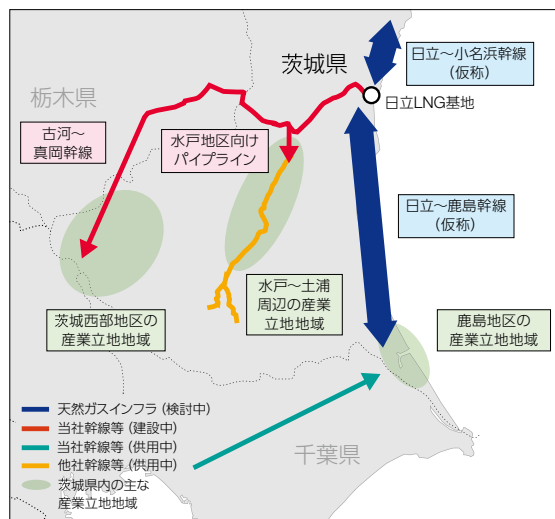 茨城県
日立～小名浜幹線
(仮称)
栃木県
日立LNG基地
古河～
真岡幹線
水戸地区向け
パイプライン
日立～鹿島幹線
(仮称)
水戸～土浦
周辺の産業
立地地域
茨城西部地区の
産業立地地域
鹿島地区の
産業立地地域
天然ガスインフラ (検討中)
当社幹線等 (建設中)
当社幹線等 (供用中)
他社幹線等 (供用中)
茨城県内の主な
産業立地地域
千葉県